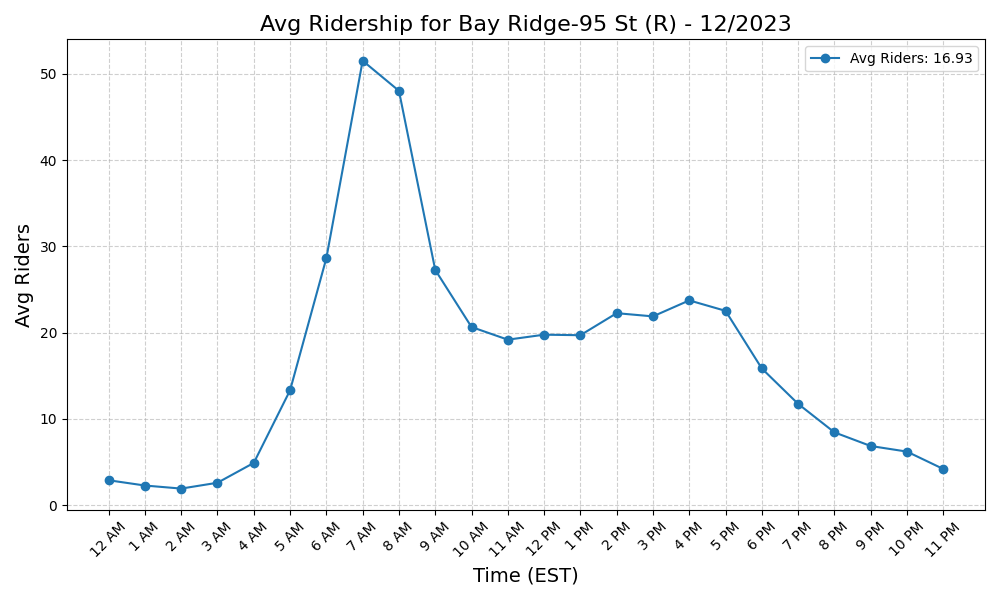 Avg Ridership for Bay Ridge-95 St (R) - 12/2023
Avg Riders: 16.93
Avg Riders
50
40
30
20
10
0
12 AM
1 AM
2 AM
3 AM
4 AM
5 AM
6 AM
7 AM
8 AM
9 AM
10 AM
11 AM
12 PM
1 PM
2 PM
3 PM
4 PM
5 PM
6 PM
7 PM
8 PM
9 PM
10 PM
11 PM
Time (EST)